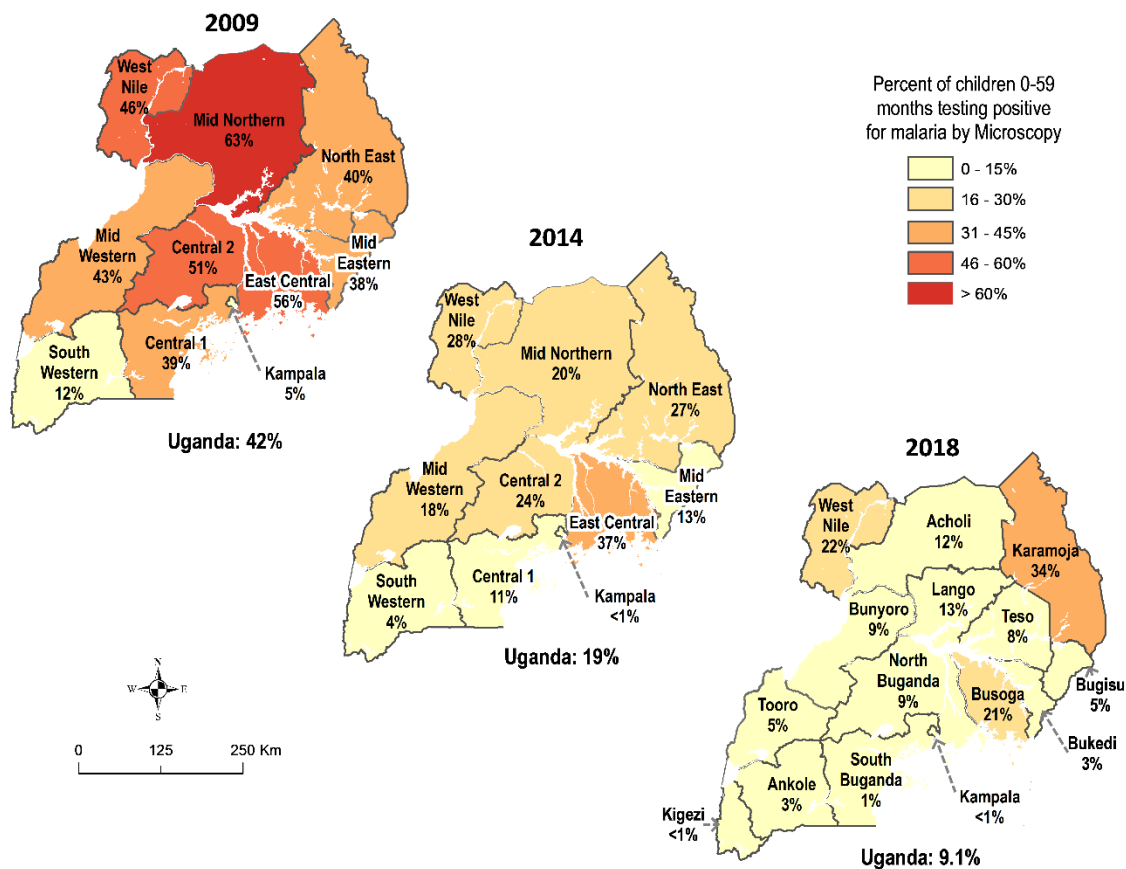 2009
West
Nile
46%
Mid Northern
63%
North East
40%
Mid
Western
43%
Central 2
51%
East Central
56%
Mid
Eastern
38%
South
Western
12%
Central 1
39%
Kampala
5%
Uganda: 42%
Percent of children 0-59
months testing positive
for malaria by Microscopy
0 - 15%
16 - 30%
31 - 45%
46 - 60%
> 60%
2014
West
Nile
28%
Mid Northern
20%
North East
27%
Mid
Western
18%
Central 2
24%
East Central
37%
Mid
Eastern
13%
South
Western
4%
Central 1
11%
Kampala
<1%
Uganda: 19%
2018
West
Nile
22%
Acholi
12%
Karamoja
34%
Lango
13%
Teso
8%
Bunyoro
9%
North
Buganda
9%
Busoga
21%
Bugisu
5%
Bukedi
3%
Tooro
5%
Ankole
3%
South
Buganda
1%
Kampala
<1%
Kigezi
<1%
Uganda: 9.1%
N
W E
S
0 125 250 Km